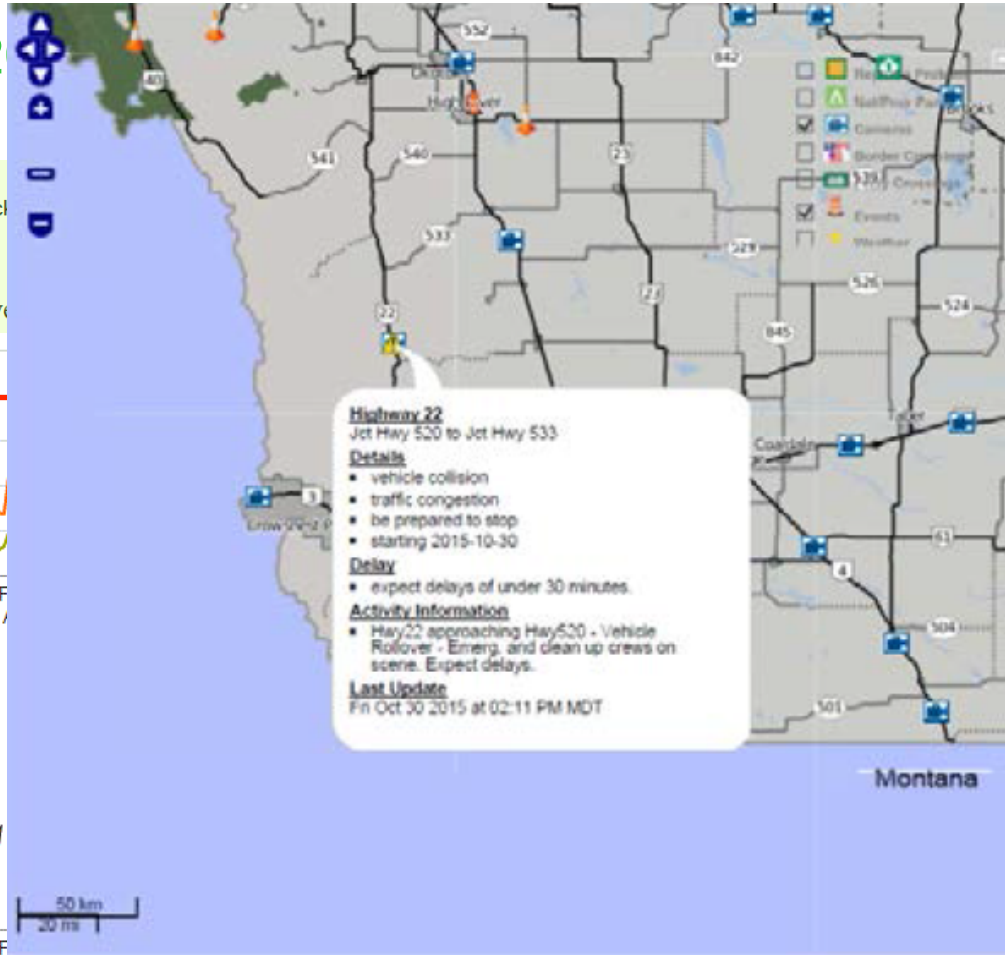 552
842
40
High River
Cameras
541
540
23
539
Events
533
529
Weather
22
23
526
524
845
Highway 22
Jct Hwy 520 to Jct Hwy 533
Details
▪ vehicle collision
▪ traffic congestion
▪ be prepared to stop
▪ starting 2015-10-30
Delay
▪ expect delays of under 30 minutes.
Activity Information
▪ Hwy22 approaching Hwy520 - Vehicle
Rollover - Emerg. and clean up crews on
scene. Expect delays.
Last Update
Fri Oct 30 2015 at 02:11 PM MDT
Taber
Coaldale
3
61
4
504
501
Montana
50 km
20 mi